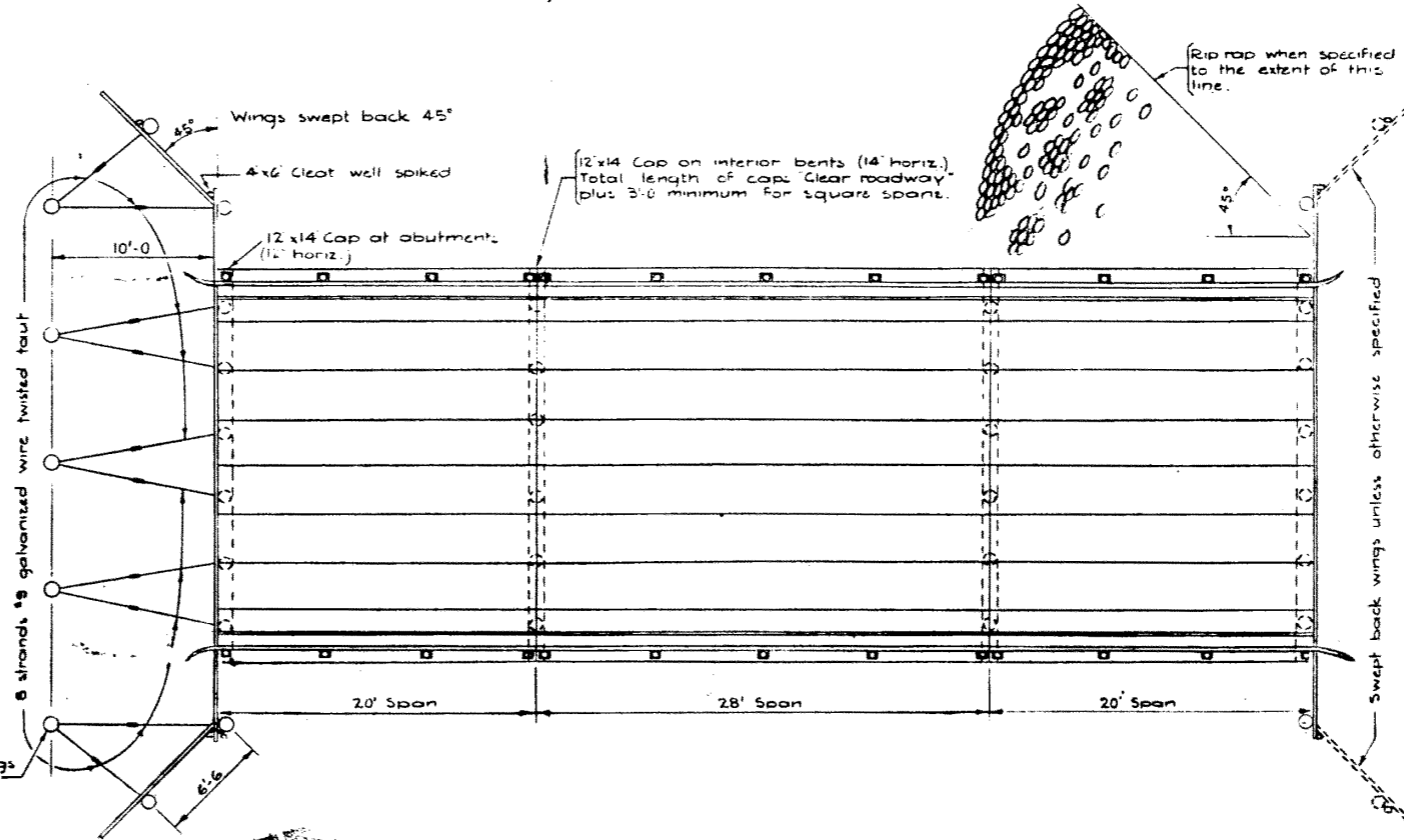 Rip rap when specified
to the extent of this
line.
Wings swept back 45°
45°
4"x6" Cleat well spiked
12"x14" Cap on interior bents (14" horiz.)
Total length of caps "Clear roadway"
plus 3'-0 minimum for square spans.
45°
12"x14" Cap at abutments
(12" horiz.)
10'-0
8 strands #9 galvanized wire twisted taut
Swept back wings unless otherwise specified
20' Span
28' Span
20' Span
6'-6
gs